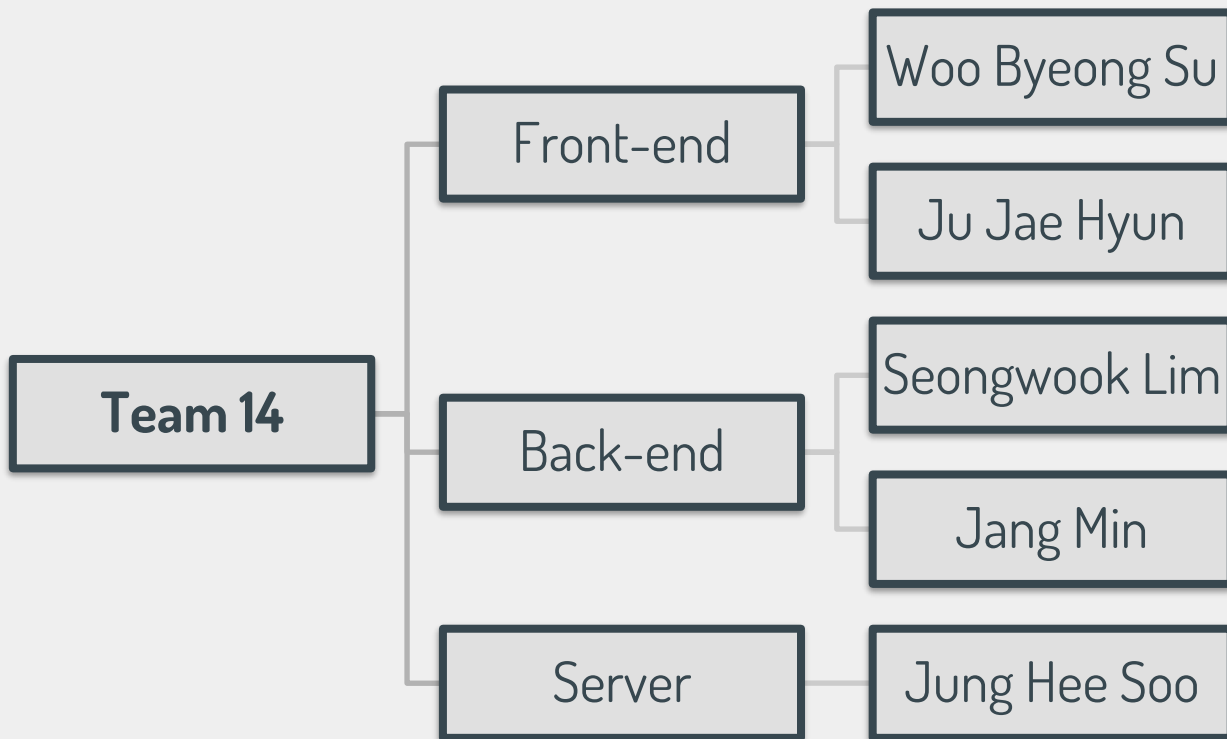 Team 14
Front-end
Woo Byeong Su
Ju Jae Hyun
Back-end
Seongwook Lim
Jang Min
Server
Jung Hee Soo